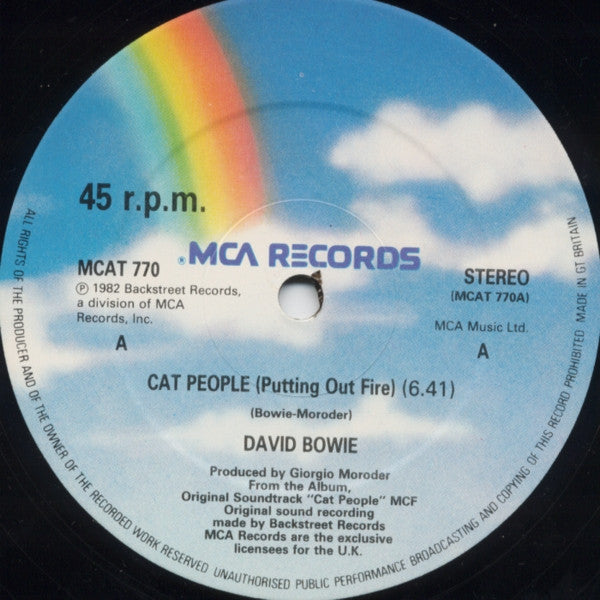 45 r.p.m.
MCA RECORDS
MCAT 770
℗ 1982 Backstreet Records,
a division of MCA
Records, Inc.
A
STEREO
(MCAT 770A)
MCA Music Ltd.
A
CAT PEOPLE (Putting Out Fire) (6.41)
(Bowie-Moroder)
DAVID BOWIE
Produced by Giorgio Moroder
From the Album,
Original Soundtrack "Cat People" MCF
Original sound recording
made by Backstreet Records
MCA Records are the exclusive
licensees for the U.K.
ALL RIGHTS OF THE PRODUCER AND OF THE OWNER OF THE RECORDED WORK RESERVED UNAUTHORISED PUBLIC PERFORMANCE BROADCASTING AND COPYING OF THIS RECORD PROHIBITED MADE IN GT BRITAIN